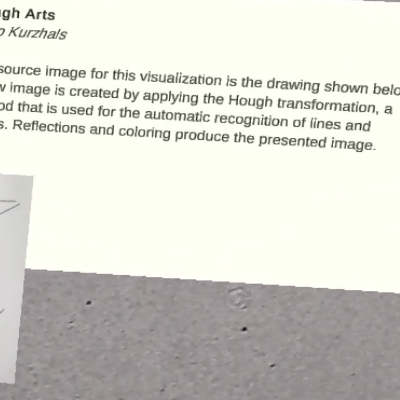 ugh Arts
o Kurzhals
source image for this visualization is the drawing shown belo
w image is created by applying the Hough transformation, a
od that is used for the automatic recognition of lines and
s. Reflections and coloring produce the presented image.